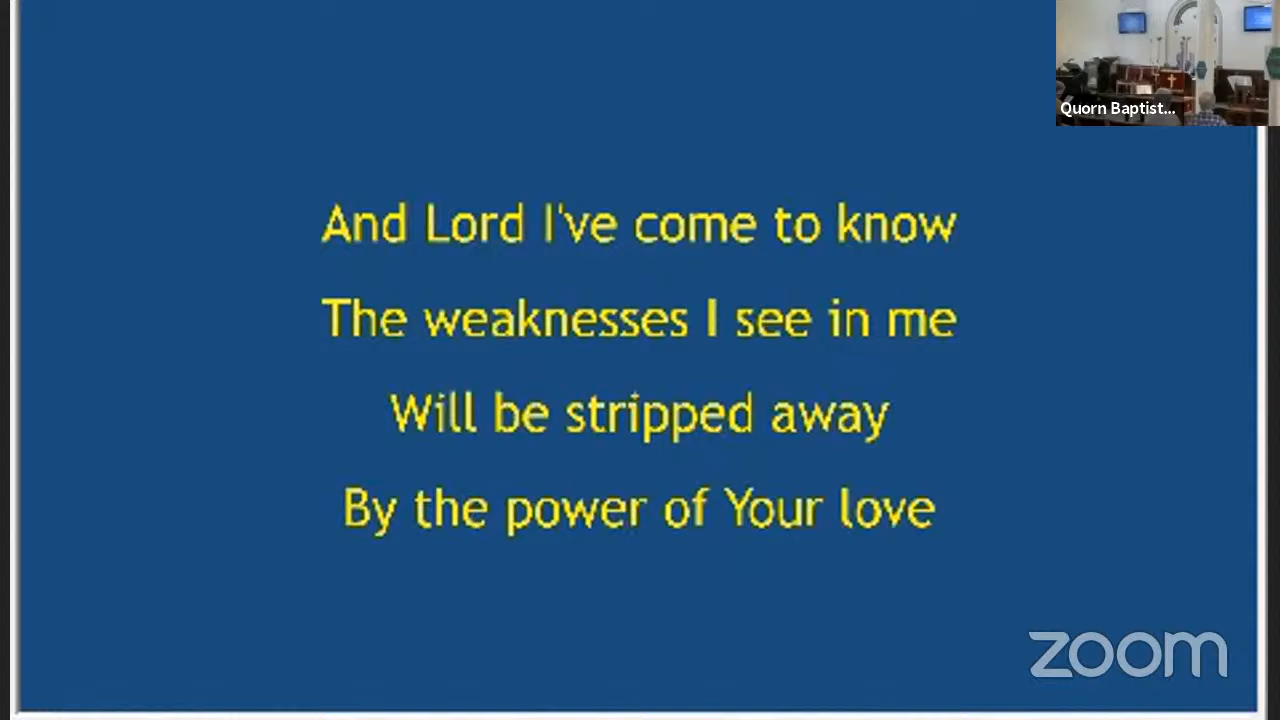 Quorn Baptist...
And Lord I've come to know
The weaknesses I see in me
Will be stripped away
By the power of Your love
zoom